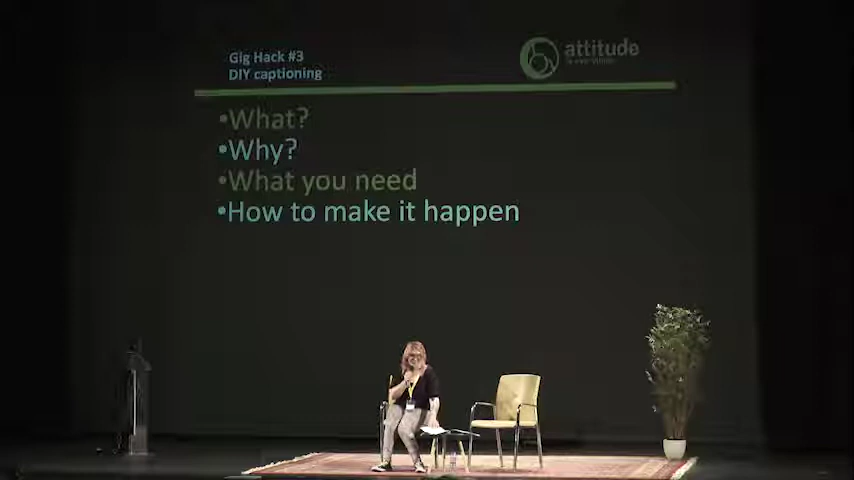 Gig Hack #3
DIY captioning
attitude
•What?
•Why?
•What you need
•How to make it happen